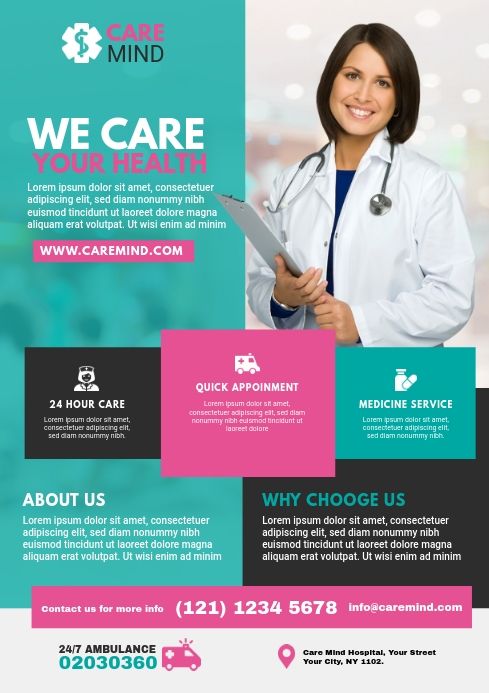 CARE
MIND
WE CARE
YOUR HEALTH
Lorem ipsum dolor sit amet, consectetuer
adipiscing elit, sed diam nonummy nibh
euismod tincidunt ut laoreet dolore magna
aliquam erat volutpat. Ut wisi enim ad minim
WWW.CAREMIND.COM
24 HOUR CARE
Lorem ipsum dolor sit amet,
consectetuer adipiscing elit,
sed diam nonummy nibh.
QUICK APPOINMENT
Lorem ipsum dolor sit amet,
consectetuer adipiscing elit, sed diam
nonummy nibh euismod tincidunt ut
laoreet dolore
MEDICINE SERVICE
Lorem ipsum dolor sit amet,
consectetuer adipiscing elit,
sed diam nonummy nibh.
ABOUT US
Lorem ipsum dolor sit amet, consectetuer
adipiscing elit, sed diam nonummy nibh
euismod tincidunt ut laoreet dolore magna
aliquam erat volutpat. Ut wisi enim ad minim
WHY CHOOGE US
Lorem ipsum dolor sit amet, consectetuer
adipiscing elit, sed diam nonummy nibh
euismod tincidunt ut laoreet dolore magna
aliquam erat volutpat. Ut wisi enim ad minim
Contact us for more info (121) 1234 5678 info@caremind.com
24/7 AMBULANCE
02030360
Care Mind Hospital, Your Street
Your City, NY 1102.